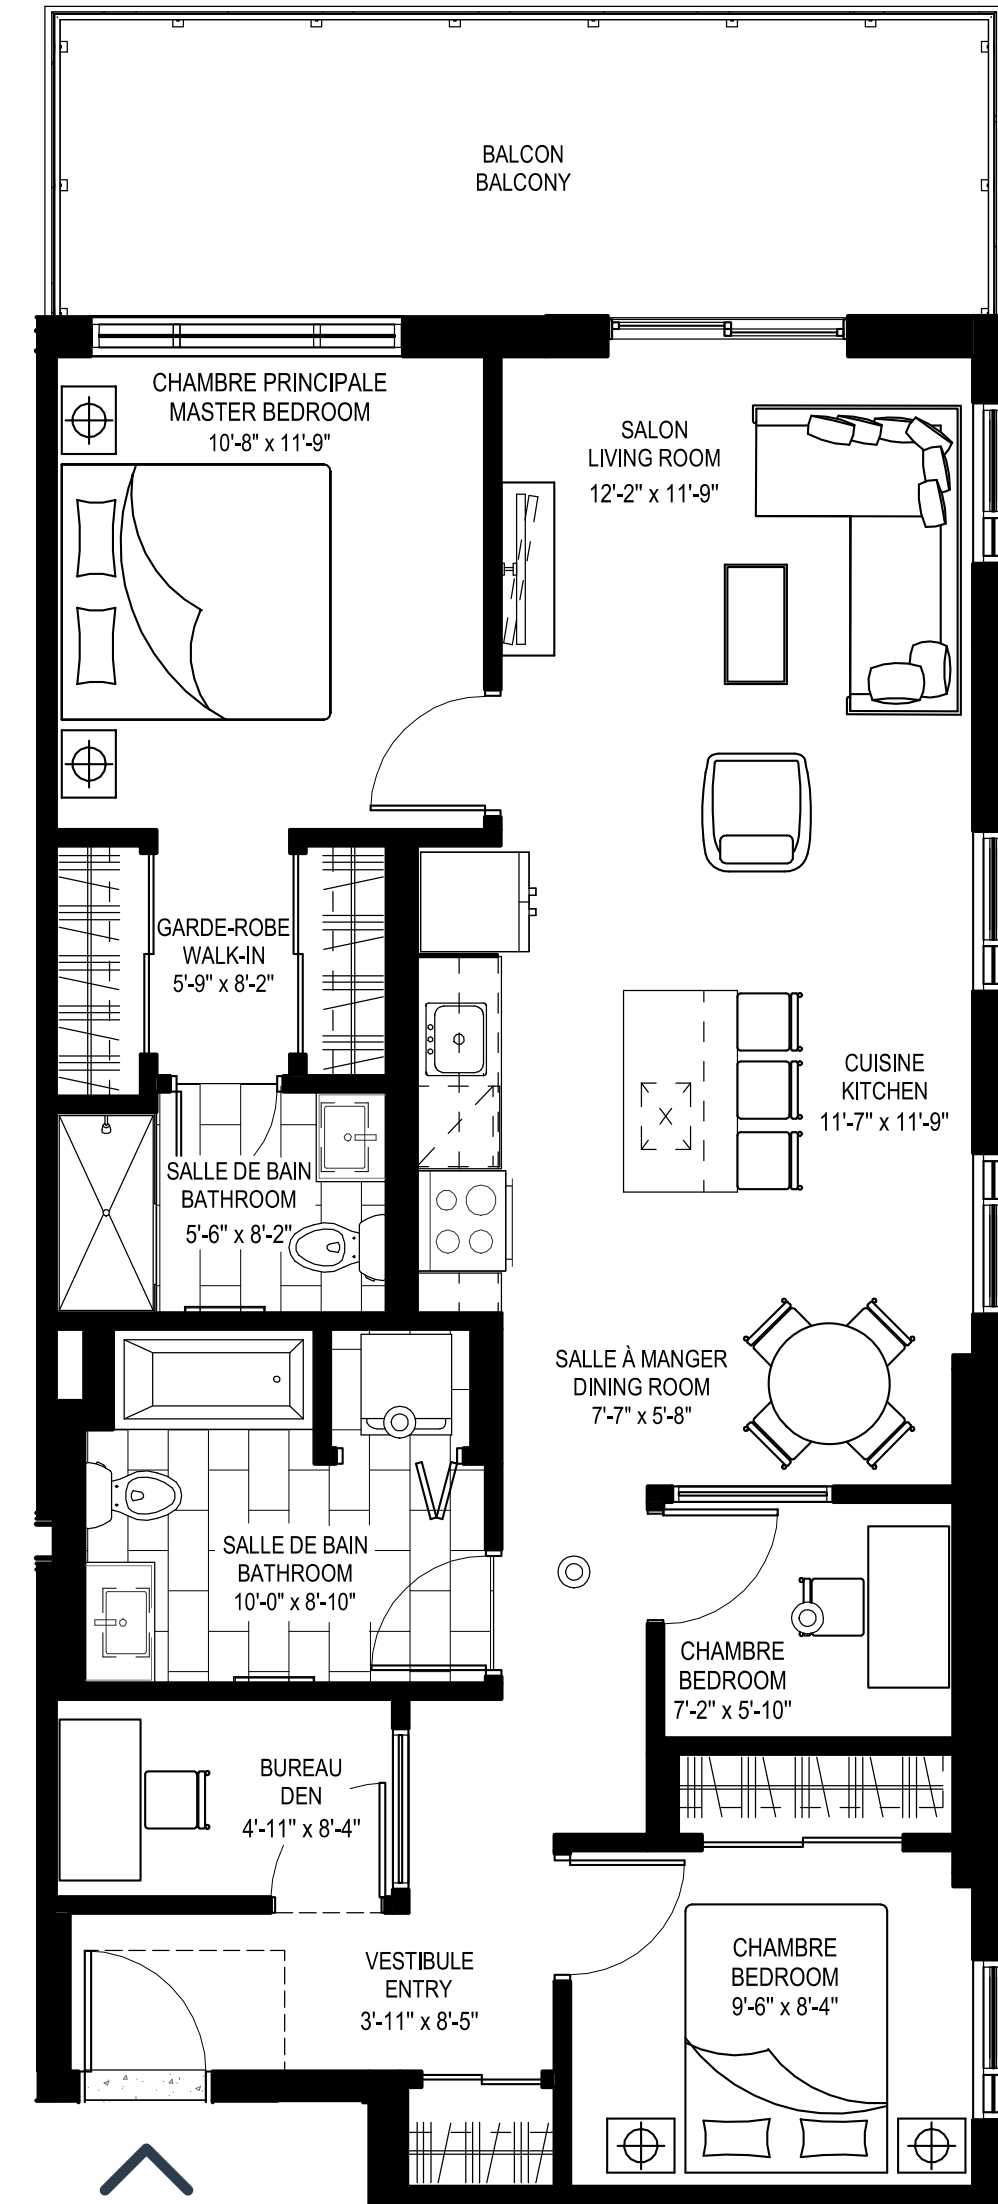 BALCON
BALCONY
CHAMBRE PRINCIPALE
MASTER BEDROOM
10'-8" x 11'-9"
SALON
LIVING ROOM
12'-2" x 11'-9"
GARDE-ROBE
WALK-IN
5'-9" x 8'-2"
CUISINE
KITCHEN
11'-7" x 11'-9"
SALLE DE BAIN
BATHROOM
5'-6" x 8'-2"
SALLE À MANGER
DINING ROOM
7'-7" x 5'-8"
SALLE DE BAIN
BATHROOM
10'-0" x 8'-10"
CHAMBRE
BEDROOM
7'-2" x 5'-10"
BUREAU
DEN
4'-11" x 8'-4"
VESTIBULE
ENTRY
3'-11" x 8'-5"
CHAMBRE
BEDROOM
9'-6" x 8'-4"